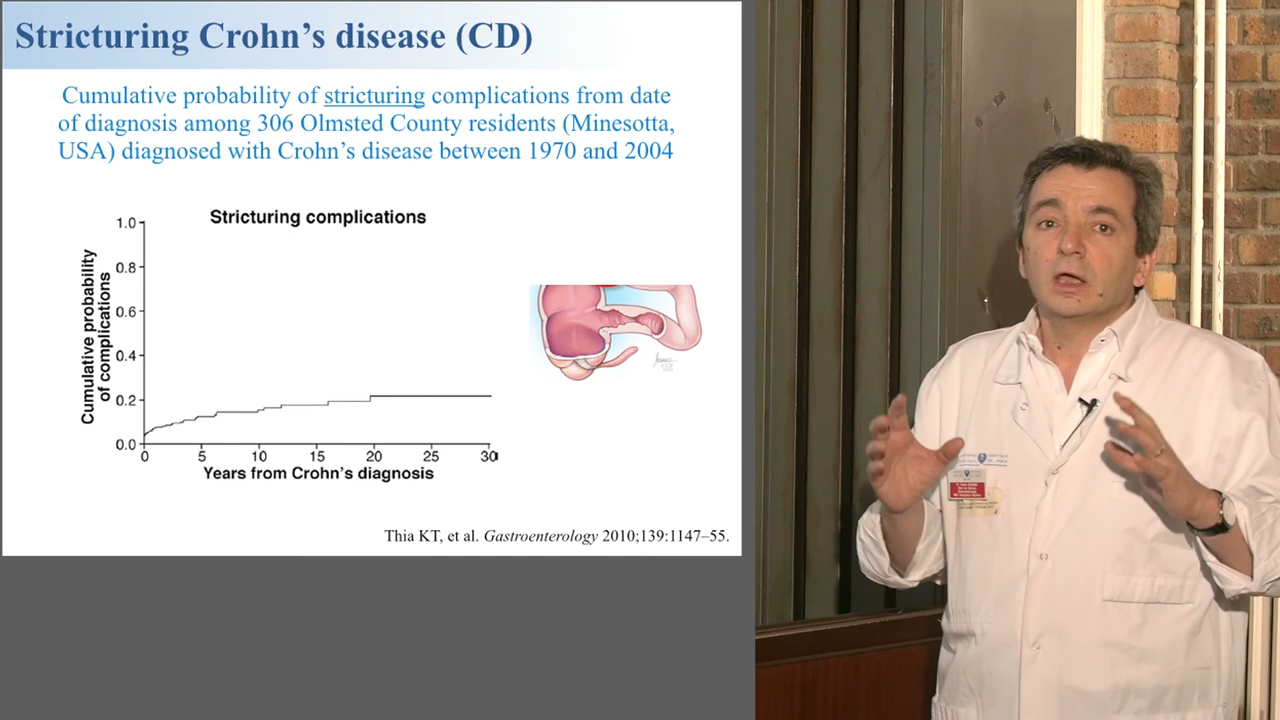 Stricturing Crohn's disease (CD)
Cumulative probability of stricturing complications from date
of diagnosis among 306 Olmsted County residents (Minesotta,
USA) diagnosed with Crohn's disease between 1970 and 2004
Stricturing complications
Cumulative probability
of complications
1.0
0.8
0.6
0.4
0.2
0.0
0 5 10 15 20 25 30
Years from Crohn's diagnosis
Thia KT, et al. Gastroenterology 2010;139:1147–55.